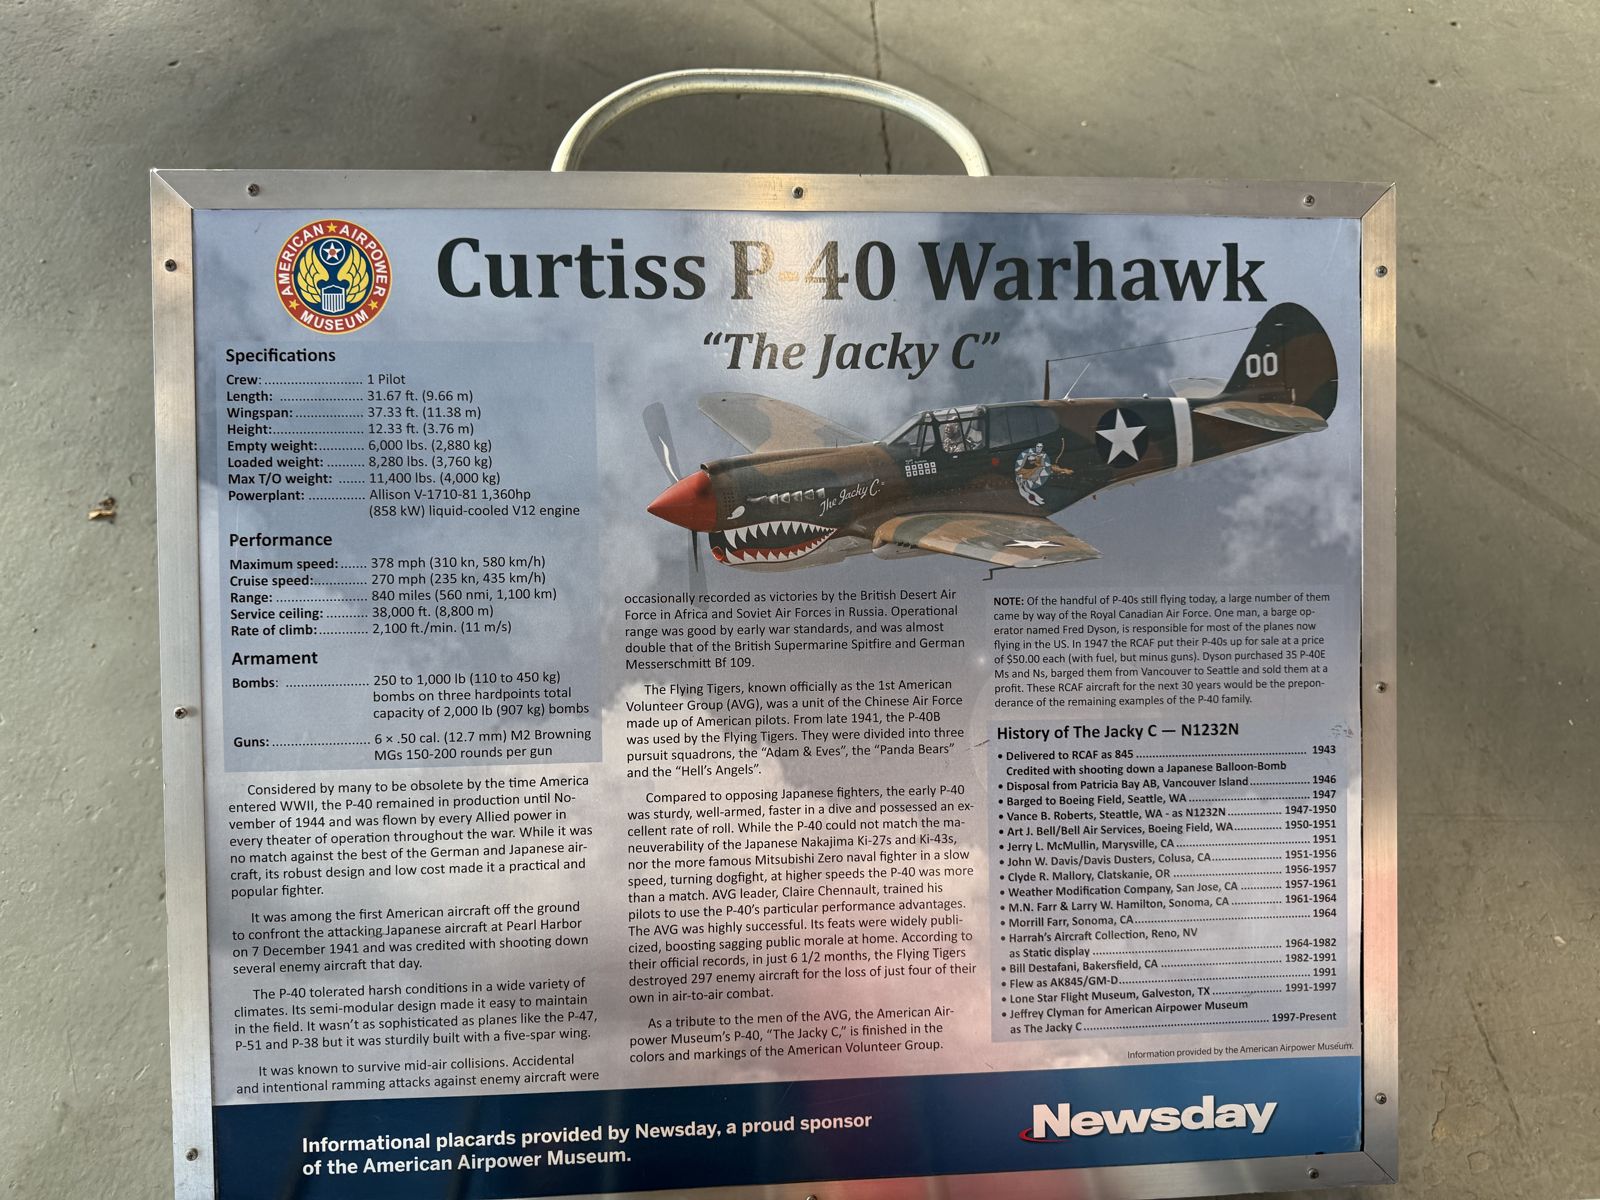 AMERICAN AIRPOWER
MUSEUM
Curtiss P-40 Warhawk
“The Jacky C”
Specifications
Crew: ........................ 1 Pilot
Length: .................... 31.67 ft. (9.66 m)
Wingspan: ................. 37.33 ft. (11.38 m)
Height: ....................... 12.33 ft. (3.76 m)
Empty weight: ............ 6,000 lbs. (2,880 kg)
Loaded weight: .......... 8,280 lbs. (3,760 kg)
Max T/O weight: ........ 11,400 lbs. (4,000 kg)
Powerplant: .............. Allison V-1710-81 1,360hp
(858 kW) liquid-cooled V12 engine
Performance
Maximum speed: ....... 378 mph (310 kn, 580 km/h)
Cruise speed: ............. 270 mph (235 kn, 435 km/h)
Range: ...................... 840 miles (560 nmi, 1,100 km)
Service ceiling: .......... 38,000 ft. (8,800 m)
Rate of climb: ............ 2,100 ft./min. (11 m/s)
Armament
Bombs: .................... 250 to 1,000 lb (110 to 450 kg)
bombs on three hardpoints total
capacity of 2,000 lb (907 kg) bombs
Guns: ....................... 6 × .50 cal. (12.7 mm) M2 Browning
MGs 150-200 rounds per gun
Considered by many to be obsolete by the time America
entered WWII, the P-40 remained in production until No-
vember of 1944 and was flown by every Allied power in
every theater of operation throughout the war. While it was
no match against the best of the German and Japanese air-
craft, its robust design and low cost made it a practical and
popular fighter.
It was among the first American aircraft off the ground
to confront the attacking Japanese aircraft at Pearl Harbor
on 7 December 1941 and was credited with shooting down
several enemy aircraft that day.
The P-40 tolerated harsh conditions in a wide variety of
climates. Its semi-modular design made it easy to maintain
in the field. It wasn’t as sophisticated as planes like the P-47,
P-51 and P-38 but it was sturdily built with a five-spar wing.
It was known to survive mid-air collisions. Accidental
and intentional ramming attacks against enemy aircraft were
The Jacky C.
00
occasionally recorded as victories by the British Desert Air
Force in Africa and Soviet Air Forces in Russia. Operational
range was good by early war standards, and was almost
double that of the British Supermarine Spitfire and German
Messerschmitt Bf 109.
The Flying Tigers, known officially as the 1st American
Volunteer Group (AVG), was a unit of the Chinese Air Force
made up of American pilots. From late 1941, the P-40B
was used by the Flying Tigers. They were divided into three
pursuit squadrons, the “Adam & Eves”, the “Panda Bears”
and the “Hell’s Angels”.
Compared to opposing Japanese fighters, the early P-40
was sturdy, well-armed, faster in a dive and possessed an ex-
cellent rate of roll. While the P-40 could not match the ma-
neuverability of the Japanese Nakajima Ki-27s and Ki-43s,
nor the more famous Mitsubishi Zero naval fighter in a slow
speed, turning dogfight, at higher speeds the P-40 was more
than a match. AVG leader, Claire Chennault, trained his
pilots to use the P-40’s particular performance advantages.
The AVG was highly successful. Its feats were widely publi-
cized, boosting sagging public morale at home. According to
their official records, in just 6 1/2 months, the Flying Tigers
destroyed 297 enemy aircraft for the loss of just four of their
own in air-to-air combat.
As a tribute to the men of the AVG, the American Air-
power Museum’s P-40, “The Jacky C,” is finished in the
colors and markings of the American Volunteer Group.
NOTE: Of the handful of P-40s still flying today, a large number of them
came by way of the Royal Canadian Air Force. One man, a barge op-
erator named Fred Dyson, is responsible for most of the planes now
flying in the US. In 1947 the RCAF put their P-40s up for sale at a price
of $50.00 each (with fuel, but minus guns). Dyson purchased 35 P-40E
Ms and Ns, barged them from Vancouver to Seattle and sold them at a
profit. These RCAF aircraft for the next 30 years would be the prepon-
derance of the remaining examples of the P-40 family.
History of The Jacky C — N1232N
• Delivered to RCAF as 845 ........ 1943
Credited with shooting down a Japanese Balloon-Bomb
• Disposal from Patricia Bay AB, Vancouver Island ........ 1946
• Barged to Boeing Field, Seattle, WA ........ 1947
• Vance B. Roberts, Steattle, WA - as N1232N ........ 1947-1950
• Art J. Bell/Bell Air Services, Boeing Field, WA ........ 1950-1951
• Jerry L. McMullin, Marysville, CA ........ 1951
• John W. Davis/Davis Dusters, Colusa, CA ........ 1951-1956
• Clyde R. Mallory, Clatskanie, OR ........ 1956-1957
• Weather Modification Company, San Jose, CA ........ 1957-1961
• M.N. Farr & Larry W. Hamilton, Sonoma, CA ........ 1961-1964
• Morrill Farr, Sonoma, CA ........ 1964
• Harrah’s Aircraft Collection, Reno, NV
as Static display ........ 1964-1982
• Bill Destafani, Bakersfield, CA ........ 1982-1991
• Flew as AK845/GM-D ........ 1991
• Lone Star Flight Museum, Galveston, TX ........ 1991-1997
• Jeffrey Clyman for American Airpower Museum
as The Jacky C ........ 1997-Present
Information provided by the American Airpower Museum.
Informational placards provided by Newsday, a proud sponsor
of the American Airpower Museum.
Newsday